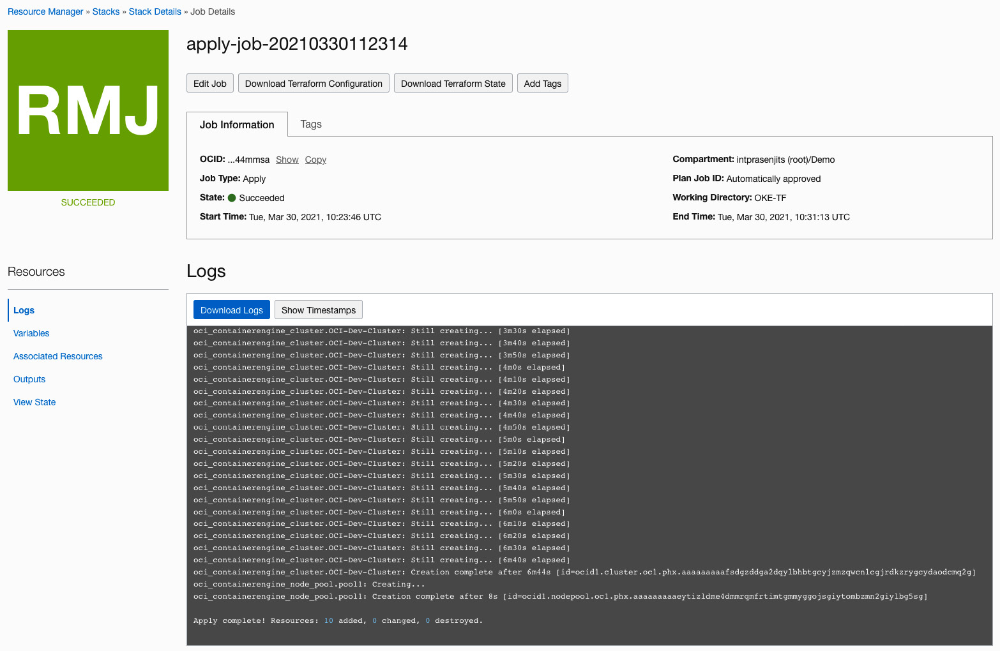 Resource Manager » Stacks » Stack Details » Job Details
RMJ
SUCCEEDED
apply-job-20210330112314
Edit Job Download Terraform Configuration Download Terraform State Add Tags
Job Information Tags
OCID: ...44mmsa Show Copy
Job Type: Apply
State: Succeeded
Start Time: Tue, Mar 30, 2021, 10:23:46 UTC
Compartment: intprasenjits (root)/Demo
Plan Job ID: Automatically approved
Working Directory: OKE-TF
End Time: Tue, Mar 30, 2021, 10:31:13 UTC
Resources
Logs
Variables
Associated Resources
Outputs
View State
Logs
Download Logs Show Timestamps
oci_containerengine_cluster.OCI-Dev-Cluster: Still creating... [3m30s elapsed]
oci_containerengine_cluster.OCI-Dev-Cluster: Still creating... [3m40s elapsed]
oci_containerengine_cluster.OCI-Dev-Cluster: Still creating... [3m50s elapsed]
oci_containerengine_cluster.OCI-Dev-Cluster: Still creating... [4m0s elapsed]
oci_containerengine_cluster.OCI-Dev-Cluster: Still creating... [4m10s elapsed]
oci_containerengine_cluster.OCI-Dev-Cluster: Still creating... [4m20s elapsed]
oci_containerengine_cluster.OCI-Dev-Cluster: Still creating... [4m30s elapsed]
oci_containerengine_cluster.OCI-Dev-Cluster: Still creating... [4m40s elapsed]
oci_containerengine_cluster.OCI-Dev-Cluster: Still creating... [4m50s elapsed]
oci_containerengine_cluster.OCI-Dev-Cluster: Still creating... [5m0s elapsed]
oci_containerengine_cluster.OCI-Dev-Cluster: Still creating... [5m10s elapsed]
oci_containerengine_cluster.OCI-Dev-Cluster: Still creating... [5m20s elapsed]
oci_containerengine_cluster.OCI-Dev-Cluster: Still creating... [5m30s elapsed]
oci_containerengine_cluster.OCI-Dev-Cluster: Still creating... [5m40s elapsed]
oci_containerengine_cluster.OCI-Dev-Cluster: Still creating... [5m50s elapsed]
oci_containerengine_cluster.OCI-Dev-Cluster: Still creating... [6m0s elapsed]
oci_containerengine_cluster.OCI-Dev-Cluster: Still creating... [6m10s elapsed]
oci_containerengine_cluster.OCI-Dev-Cluster: Still creating... [6m20s elapsed]
oci_containerengine_cluster.OCI-Dev-Cluster: Still creating... [6m30s elapsed]
oci_containerengine_cluster.OCI-Dev-Cluster: Still creating... [6m40s elapsed]
oci_containerengine_cluster.OCI-Dev-Cluster: Creation complete after 6m44s [id=ocid1.cluster.oc1.phx.aaaaaaaaafsdgzddga2dqylbhbtgcyjzmzqwcnlcgjrdkzrygcydaodcmq2g]
oci_containerengine_node_pool.pool1: Creating...
oci_containerengine_node_pool.pool1: Creation complete after 8s [id=ocid1.nodepool.oc1.phx.aaaaaaaaaeytizldme4dmmrqmfrtimtgmmyggojsgiytombzmn2giylbg5sg]
Apply complete! Resources: 10 added, 0 changed, 0 destroyed.